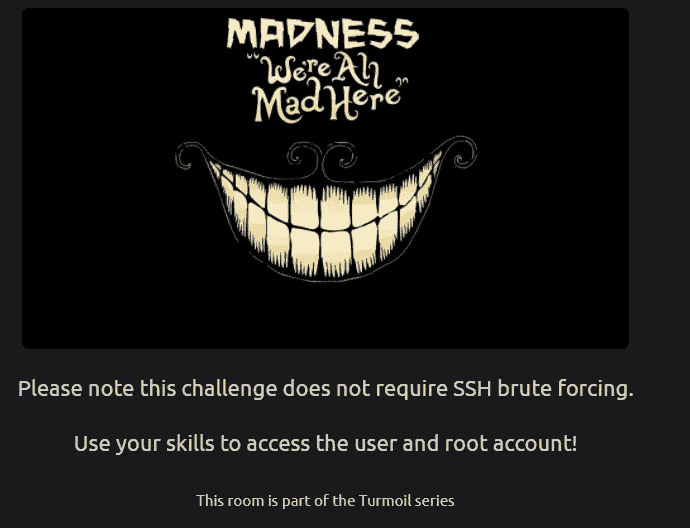 MADNESS
"We're All
Mad Here"
Please note this challenge does not require SSH brute forcing.
Use your skills to access the user and root account!
This room is part of the Turmoil series